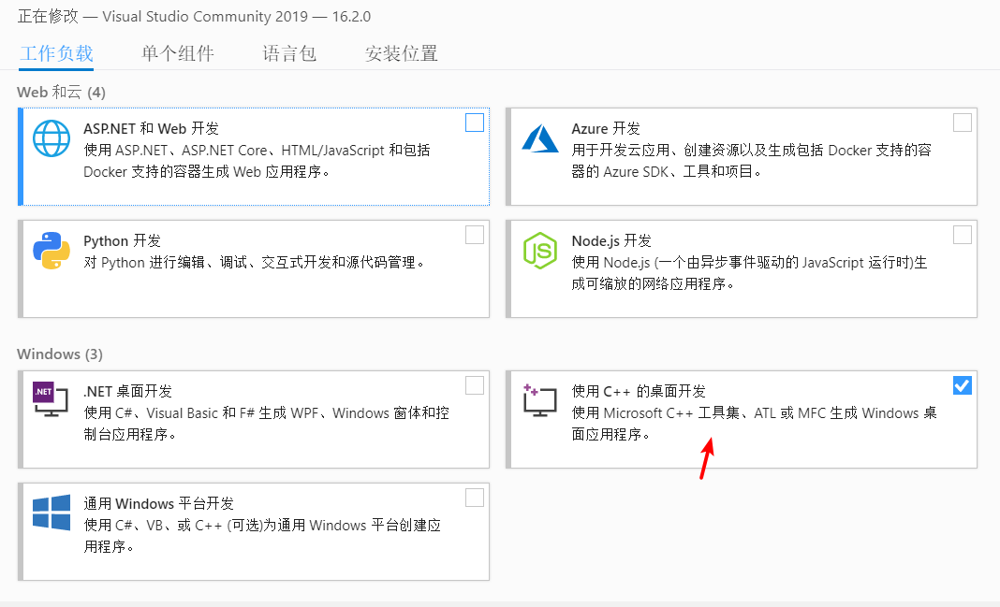 正在修改 — Visual Studio Community 2019 — 16.2.0
工作负载 单个组件 语言包 安装位置
Web 和云 (4)
ASP.NET 和 Web 开发
使用 ASP.NET、ASP.NET Core、HTML/JavaScript 和包括
Docker 支持的容器生成 Web 应用程序。
Azure 开发
用于开发云应用、创建资源以及生成包括 Docker 支持的容
器的 Azure SDK、工具和项目。
Python 开发
对 Python 进行编辑、调试、交互式开发和源代码管理。
JS
Node.js 开发
使用 Node.js (一个由异步事件驱动的 JavaScript 运行时)生
成可缩放的网络应用程序。
Windows (3)
.NET
.NET 桌面开发
使用 C#、Visual Basic 和 F# 生成 WPF、Windows 窗体和控
制台应用程序。
++
使用 C++ 的桌面开发
使用 Microsoft C++ 工具集、ATL 或 MFC 生成 Windows 桌
面应用程序。
通用 Windows 平台开发
使用 C#、VB、或 C++ (可选)为通用 Windows 平台创建应
用程序。